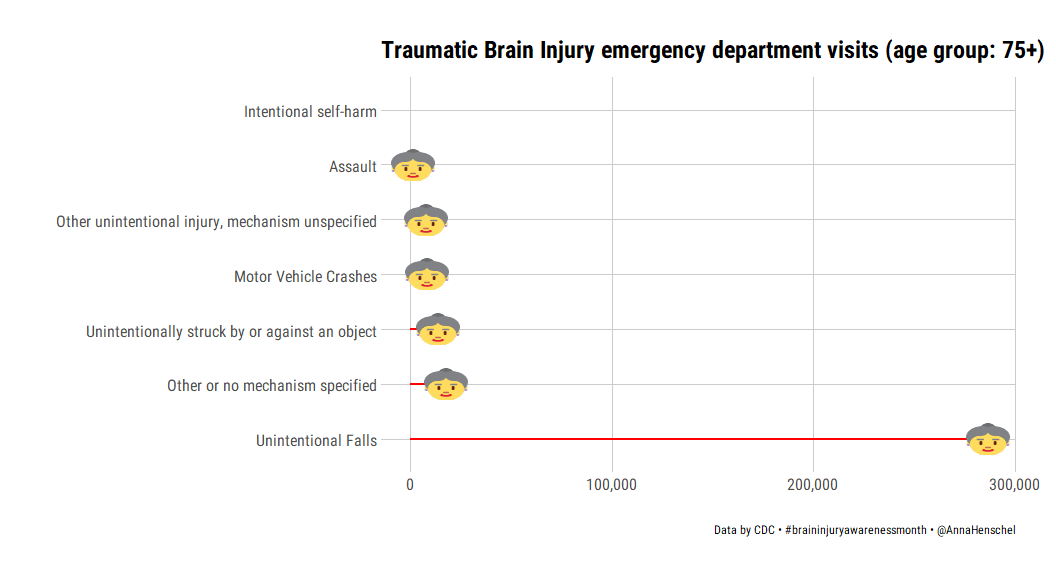 Traumatic Brain Injury emergency department visits (age group: 75+)
Intentional self-harm
Assault
Other unintentional injury, mechanism unspecified
Motor Vehicle Crashes
Unintentionally struck by or against an object
Other or no mechanism specified
Unintentional Falls
0 100,000 200,000 300,000
Data by CDC • #braininjuryawarenessmonth • @AnnaHenschel